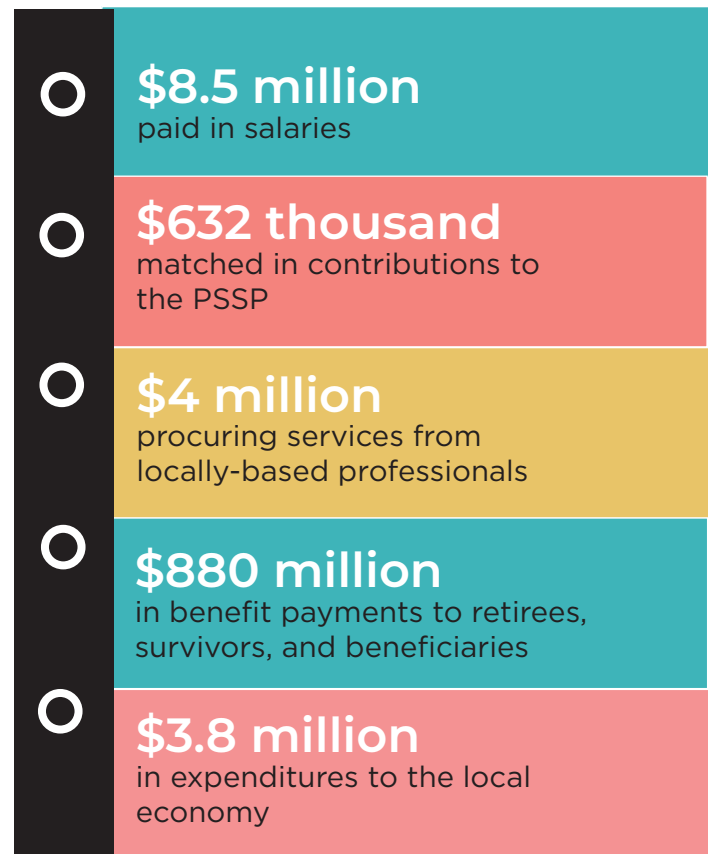 $8.5 million
paid in salaries
$632 thousand
matched in contributions to
the PSSP
$4 million
procuring services from
locally-based professionals
$880 million
in benefit payments to retirees,
survivors, and beneficiaries
$3.8 million
in expenditures to the local
economy